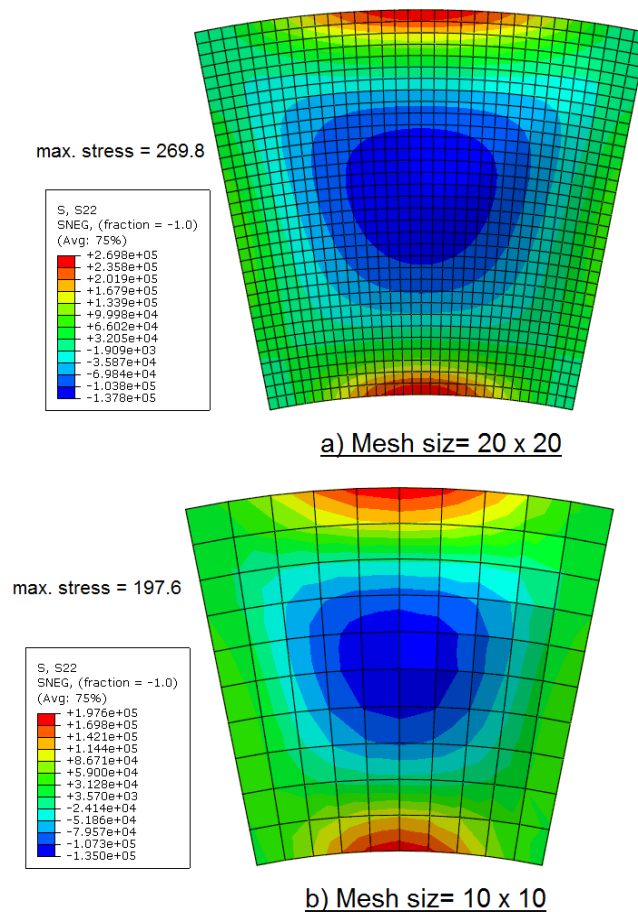 max. stress = 269.8
S, S22
SNEG, (fraction = -1.0)
(Avg: 75%)
+2.698e+05
+2.358e+05
+2.019e+05
+1.679e+05
+1.339e+05
+9.998e+04
+6.602e+04
+3.205e+04
-1.909e+03
-3.587e+04
-6.984e+04
-1.038e+05
-1.378e+05
a) Mesh siz= 20 x 20
max. stress = 197.6
S, S22
SNEG, (fraction = -1.0)
(Avg: 75%)
+1.976e+05
+1.698e+05
+1.421e+05
+1.144e+05
+8.671e+04
+5.900e+04
+3.128e+04
+3.570e+03
-2.414e+04
-5.186e+04
-7.957e+04
-1.073e+05
-1.350e+05
b) Mesh siz= 10 x 10